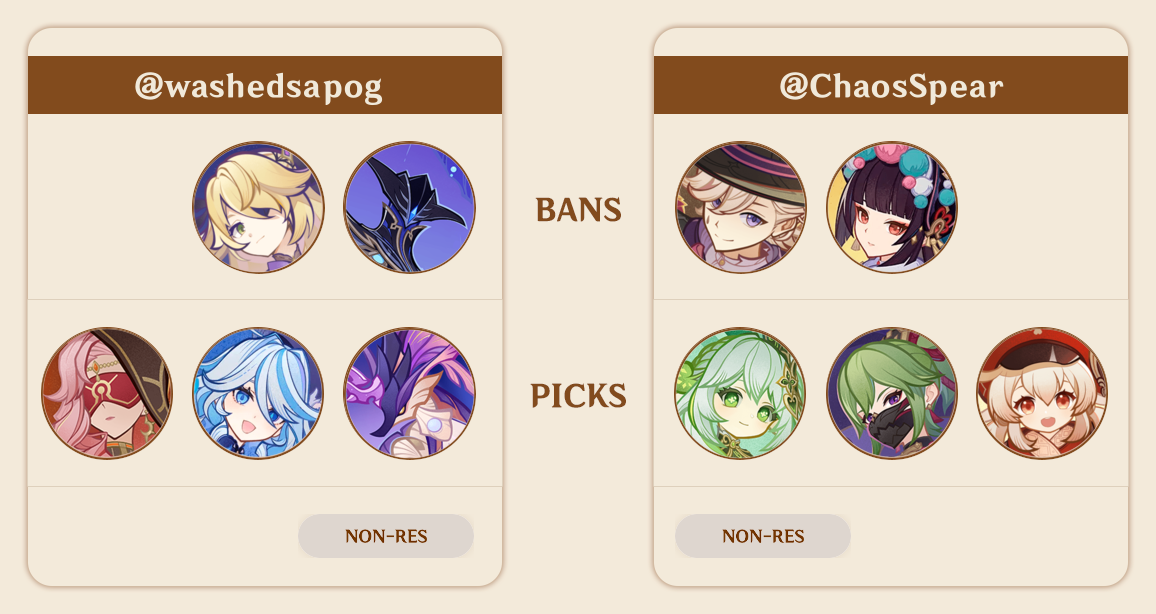 @washedsapog
@ChaosSpear
BANS
PICKS
NON-RES
NON-RES